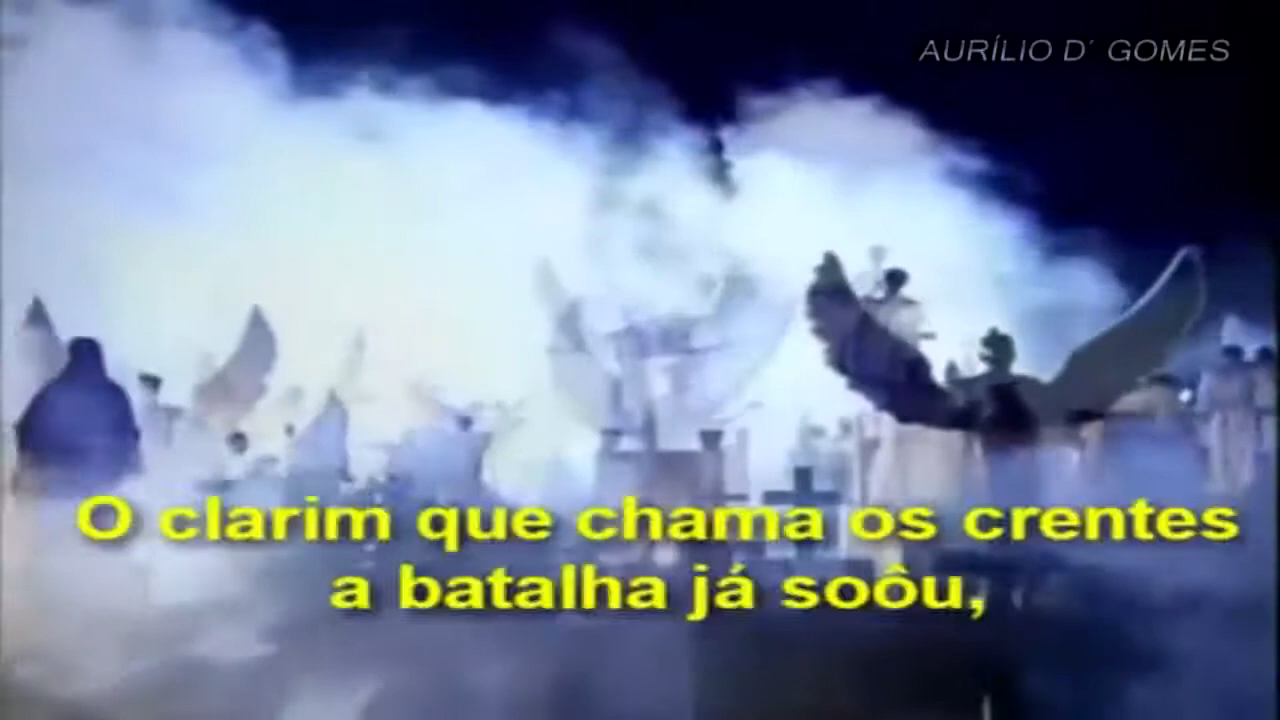 AURÍLIO D´ GOMES
O clarim que chama os crentes
a batalha já soôu,